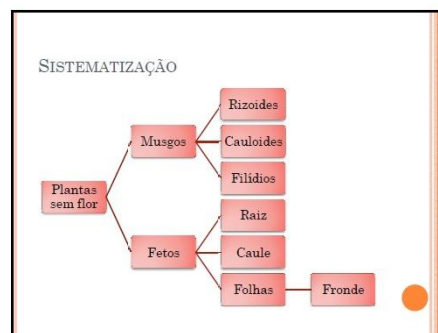 SISTEMATIZAÇÃO
Rizoides
Musgos
Cauloides
Filídios
Plantas
sem flor
Raiz
Fetos
Caule
Folhas
Fronde